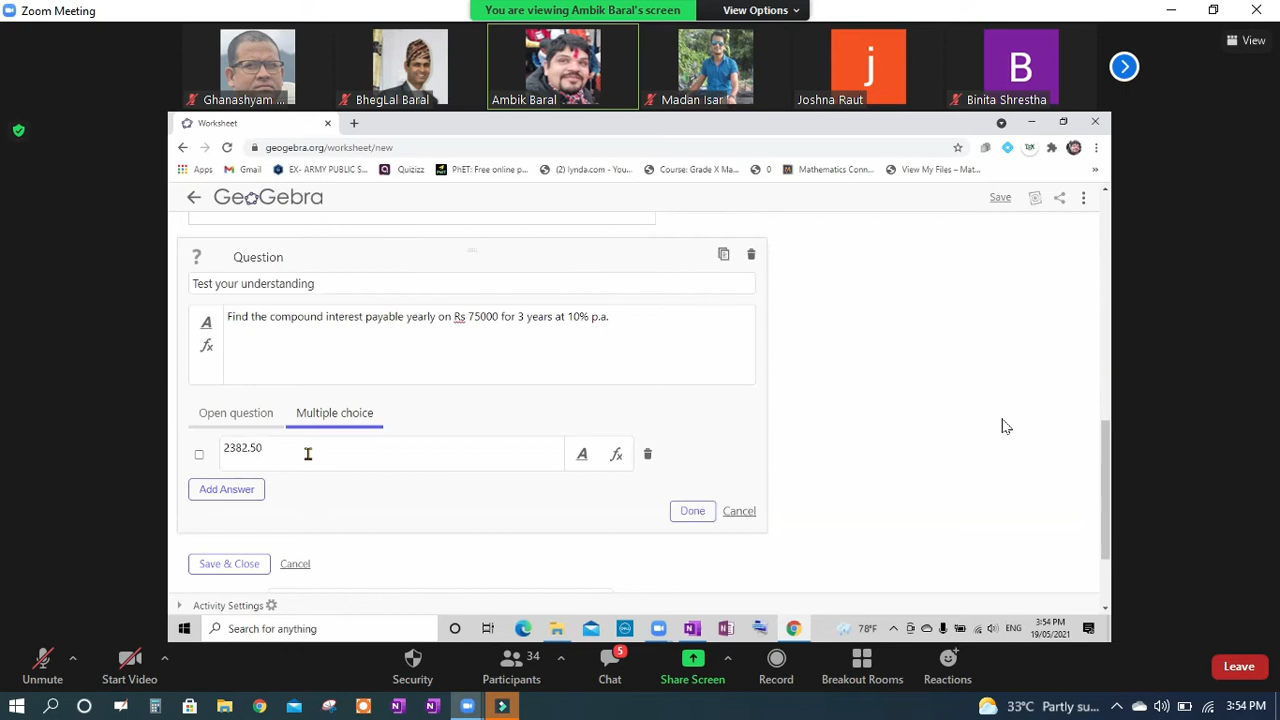 Zoom Meeting
You are viewing Ambik Baral's screen
View Options
View
Ghanashyam ...
BhegLal Baral
Ambik Baral
Madan Isar
j
Joshna Raut
B
Binita Shrestha
Worksheet
geogebra.org/worksheet/new
Apps
Gmail
EX- ARMY PUBLIC S...
Quizizz
PhET: Free online p...
(2) lynda.com - You...
Course: Grade X Ma...
0
Mathematics Conn...
View My Files – Mat...
GeoGebra
Save
? Question
Test your understanding
A
fx
Find the compound interest payable yearly on Rs 75000 for 3 years at 10% p.a.
Open question
Multiple choice
2382.50
A
fx
Add Answer
Done
Cancel
Save & Close
Cancel
Activity Settings
Search for anything
78°F
ENG
3:54 PM
19/05/2021
Unmute
Start Video
Security
34
Participants
5
Chat
Share Screen
Record
Breakout Rooms
Reactions
Leave
33°C Partly su...
3:54 PM